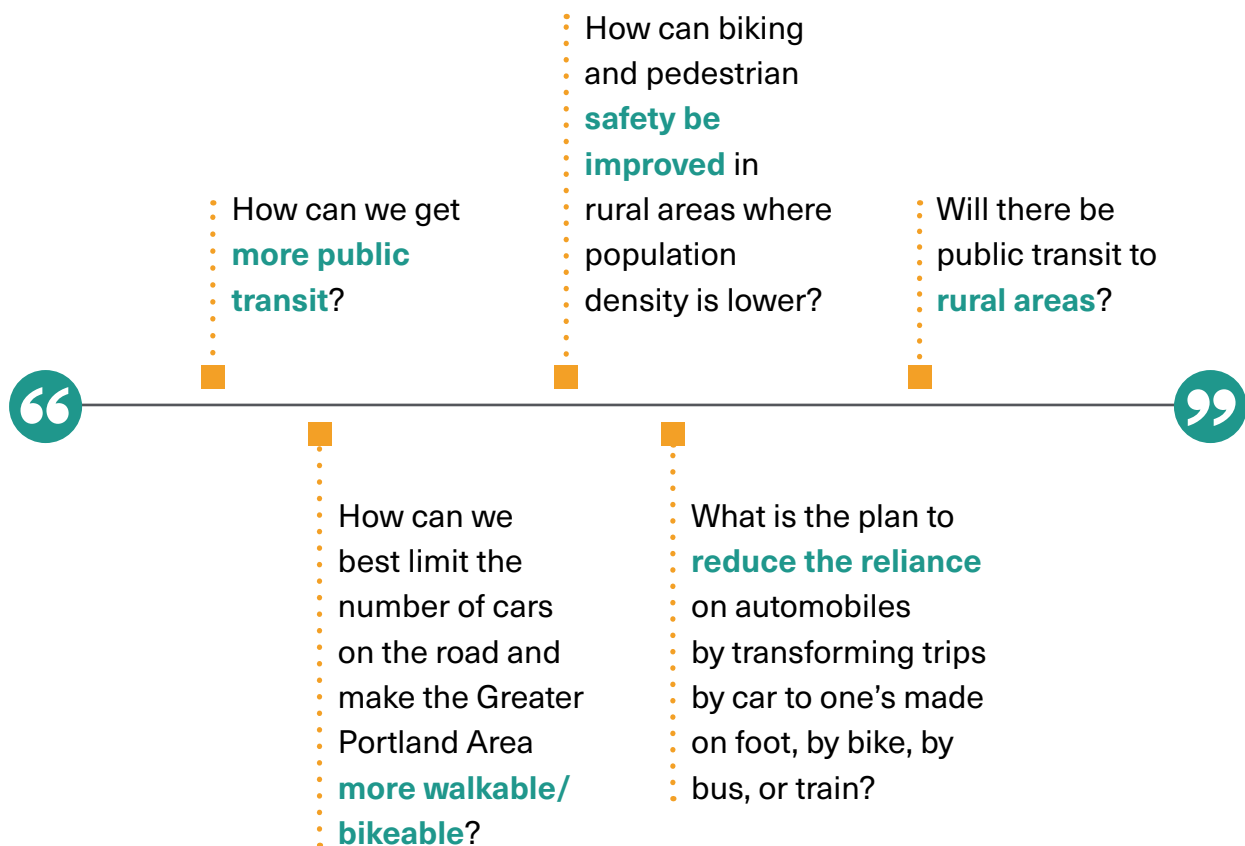 How can we get
more public
transit?
How can biking
and pedestrian
safety be
improved in
rural areas where
population
density is lower?
Will there be
public transit to
rural areas?
“
”
How can we
best limit the
number of cars
on the road and
make the Greater
Portland Area
more walkable/
bikeable?
What is the plan to
reduce the reliance
on automobiles
by transforming trips
by car to one’s made
on foot, by bike, by
bus, or train?